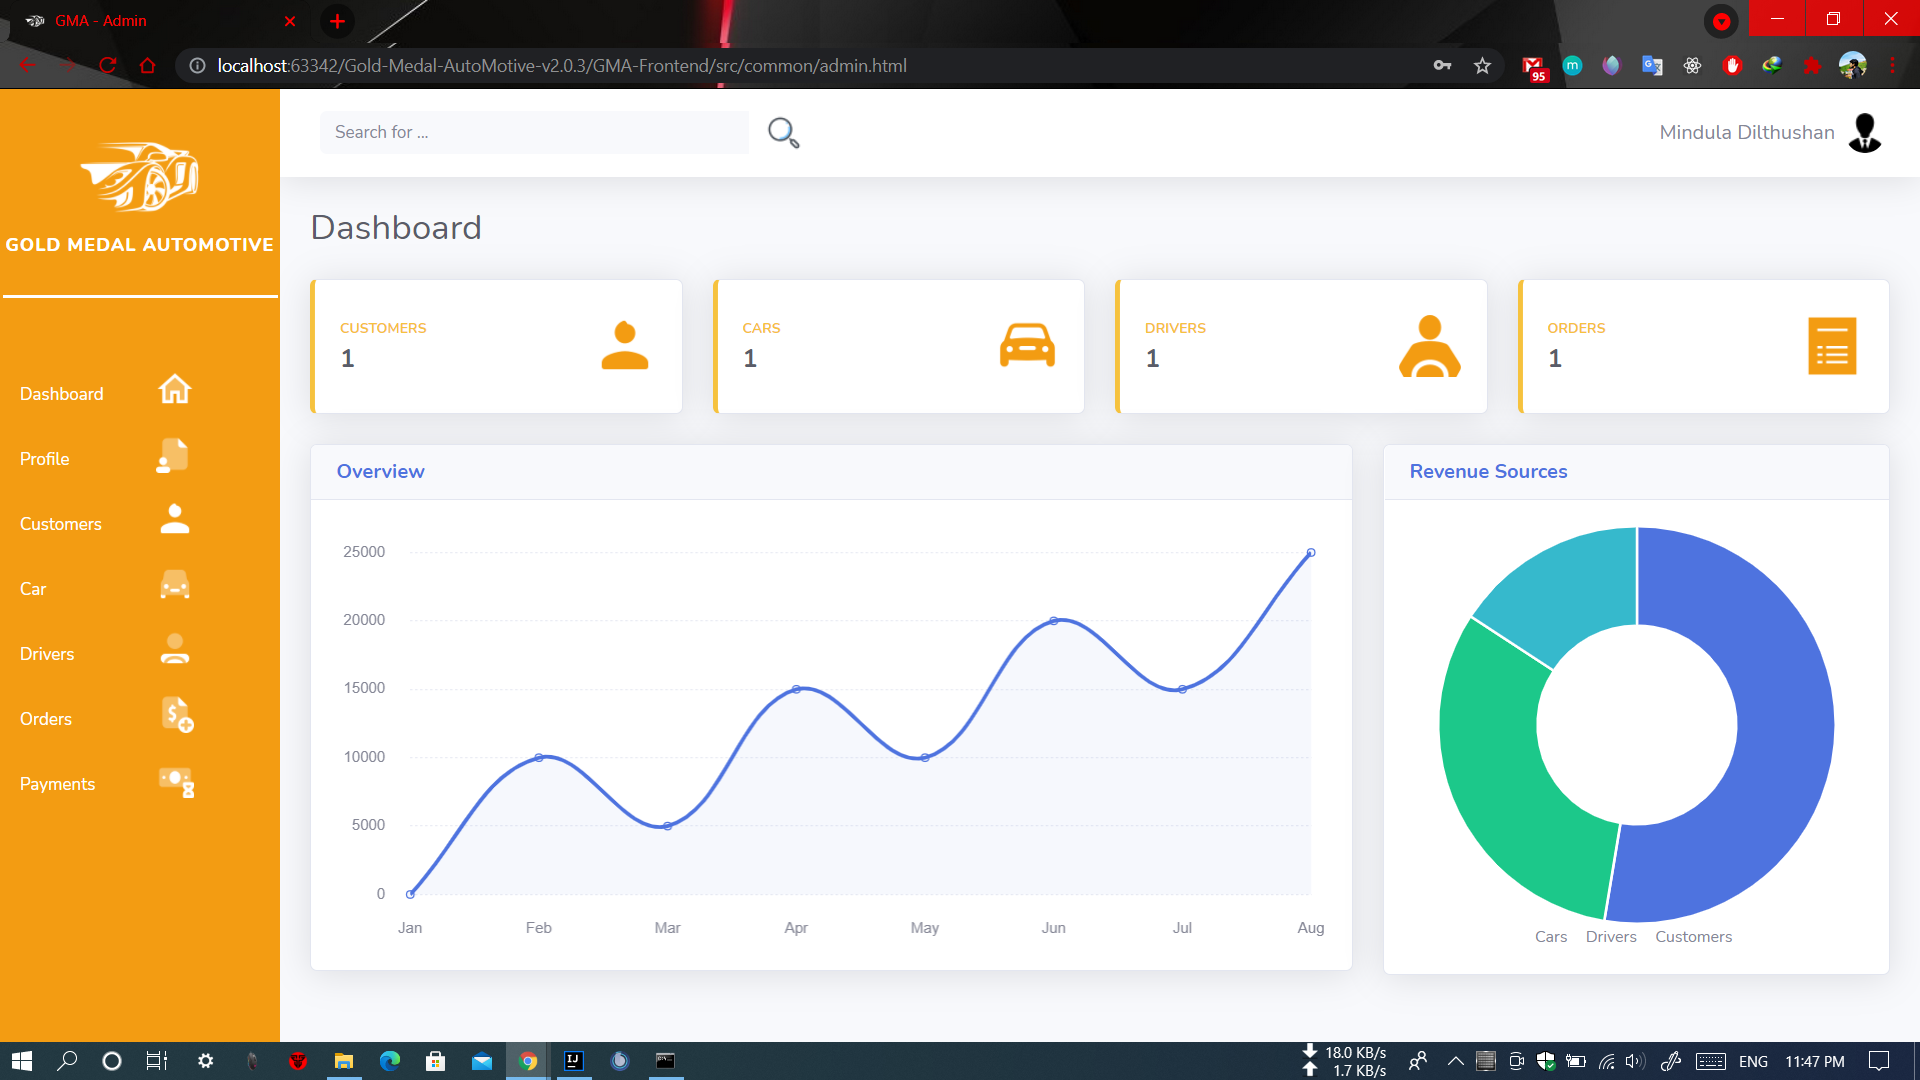 GMA - Admin
localhost:63342/Gold-Medal-AutoMotive-v2.0.3/GMA-Frontend/src/common/admin.html
95
m
GOLD MEDAL AUTOMOTIVE
Dashboard
Profile
Customers
Car
Drivers
Orders
Payments
Search for ...
Mindula Dilthushan
Dashboard
CUSTOMERS
1
CARS
1
DRIVERS
1
ORDERS
1
Overview
25000
20000
15000
10000
5000
0
Jan Feb Mar Apr May Jun Jul Aug
Revenue Sources
Cars Drivers Customers
IJ
18.0 KB/s
1.7 KB/s
ENG
11:47 PM